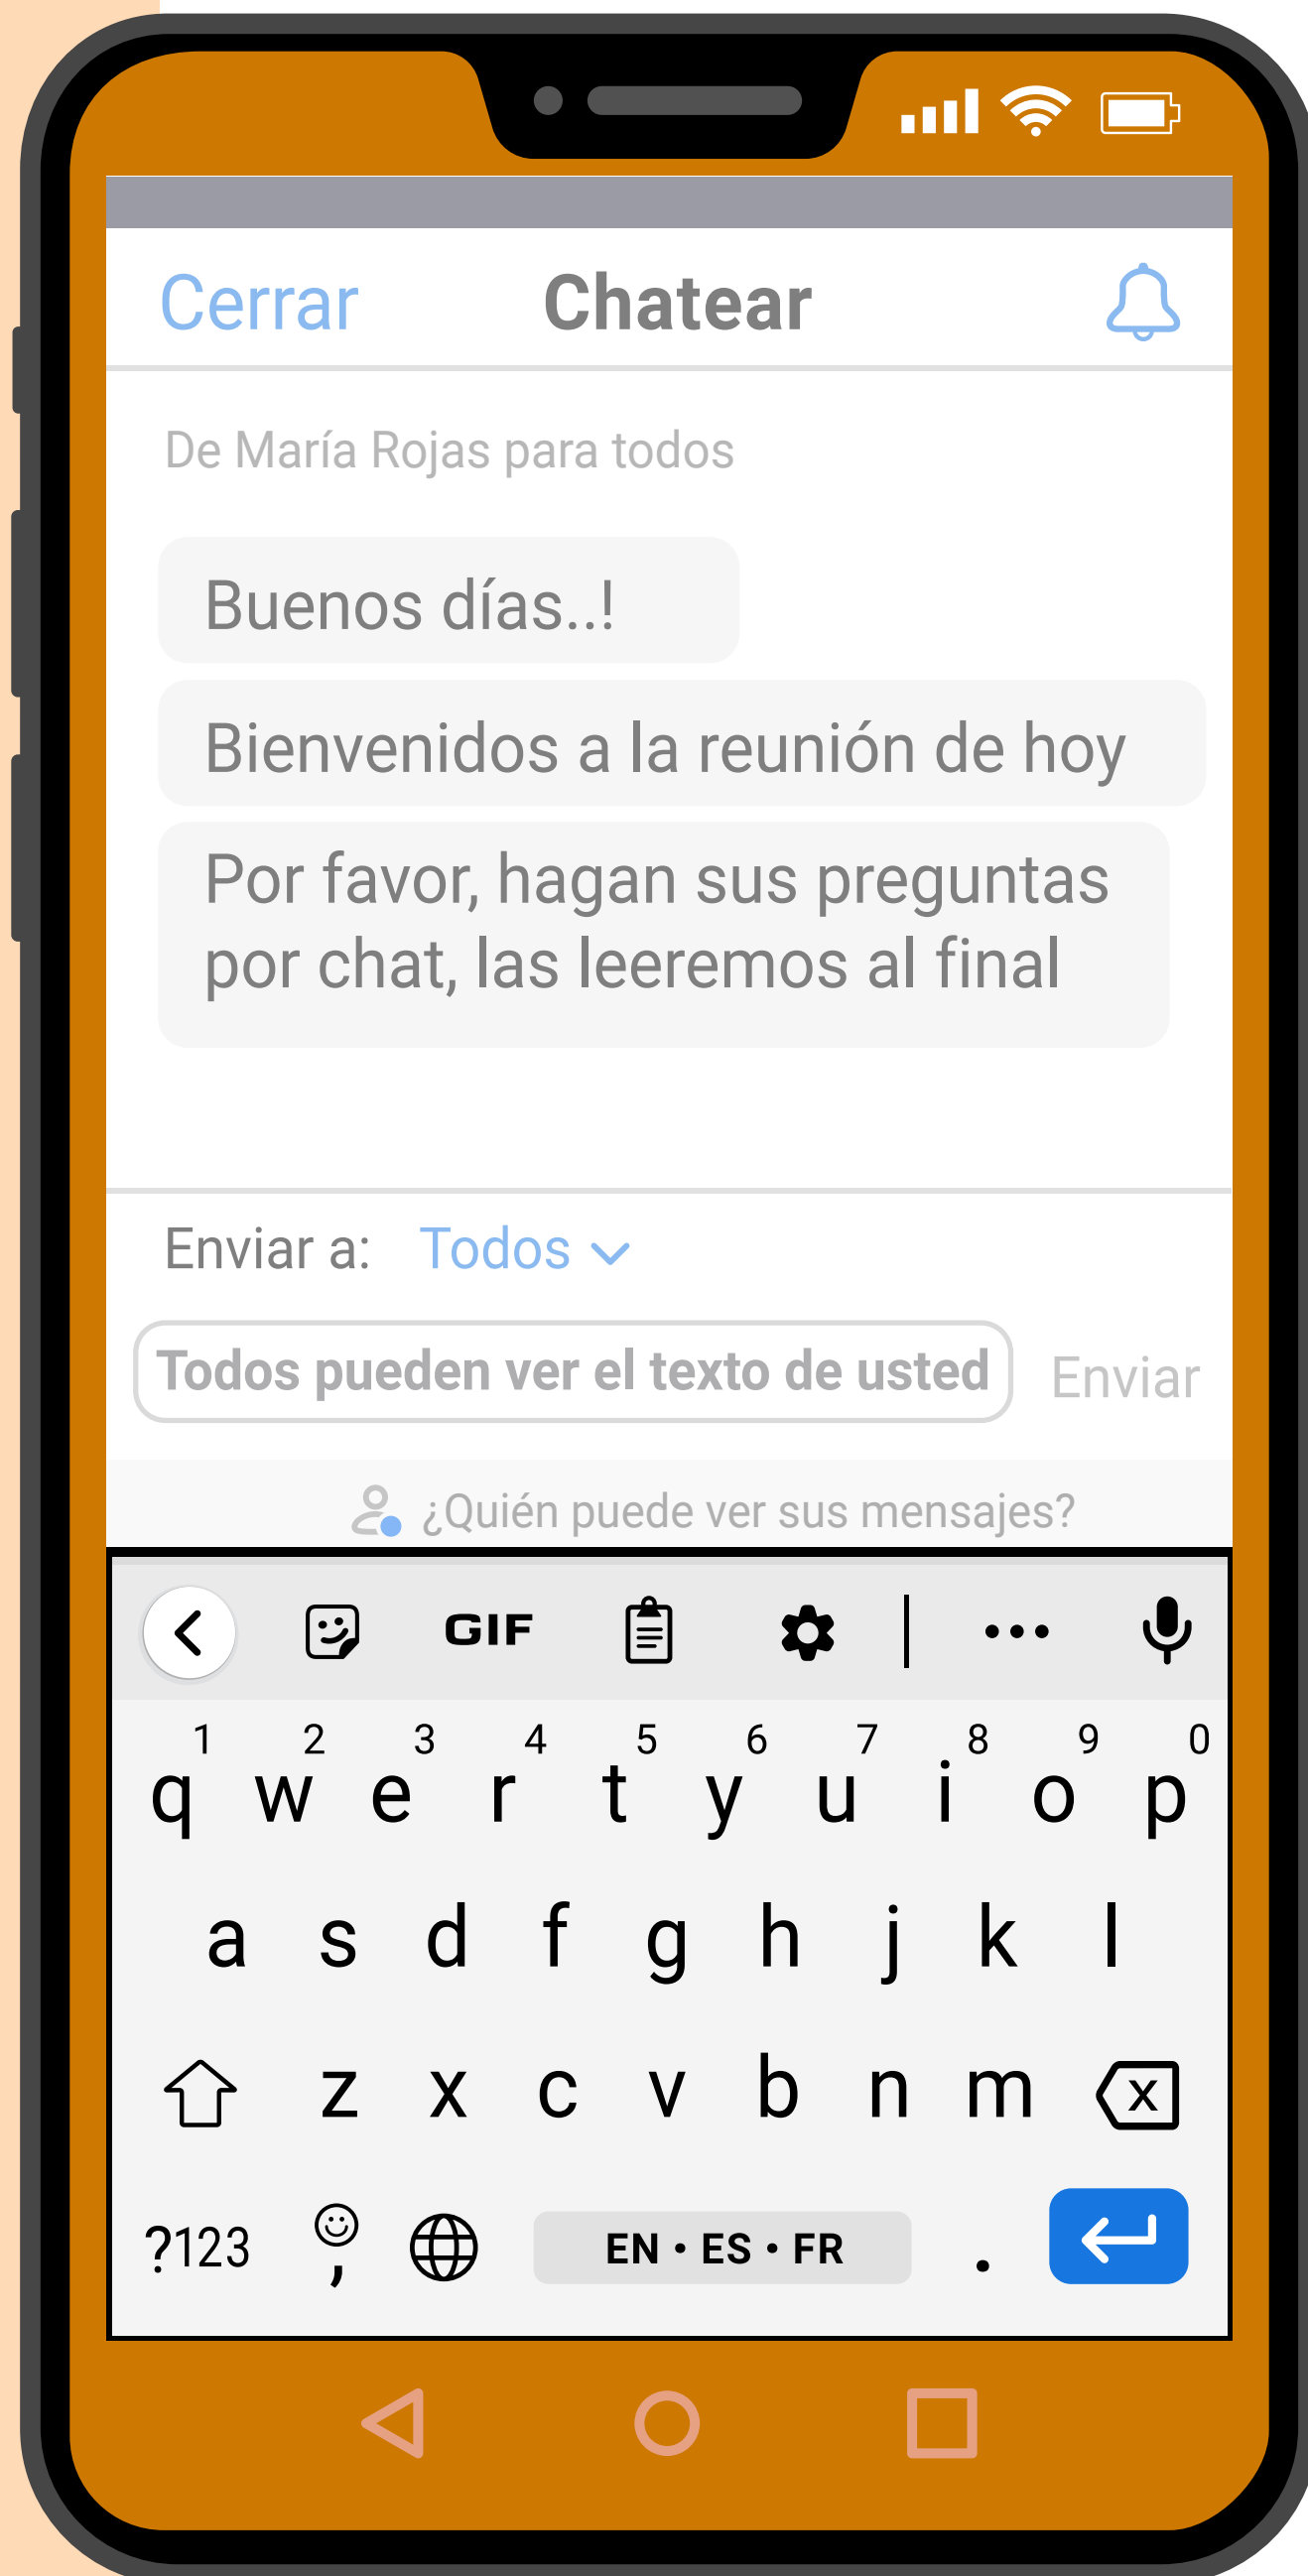 Cerrar Chatear
De María Rojas para todos
Buenos días..!
Bienvenidos a la reunión de hoy
Por favor, hagan sus preguntas
por chat, las leeremos al final
Enviar a: Todos
Todos pueden ver el texto de usted Enviar
¿Quién puede ver sus mensajes?
GIF
1 2 3 4 5 6 7 8 9 0
q w e r t y u i o p
a s d f g h j k l
z x c v b n m x
?123 , EN • ES • FR .